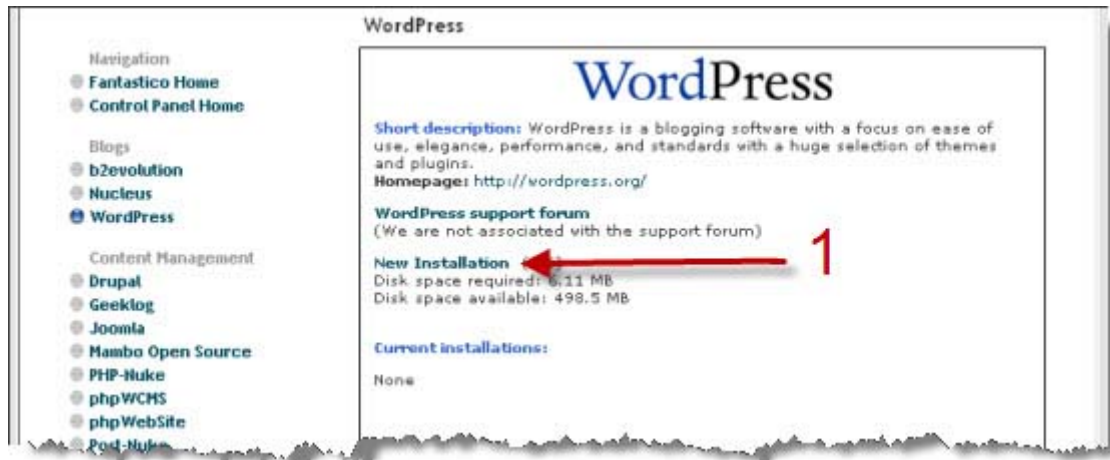 WordPress
Navigation
Fantastico Home
Control Panel Home
Blogs
b2evolution
Nucleus
WordPress
Content Management
Drupal
Geeklog
Joomla
Mambo Open Source
PHP-Nuke
phpWCMS
phpWebSite
Post-Nuke
WordPress
Short description: WordPress is a blogging software with a focus on ease of
use, elegance, performance, and standards with a huge selection of themes
and plugins.
Homepage: http://wordpress.org/
WordPress support forum
(We are not associated with the support forum)
New Installation
1
Disk space required: 6.11 MB
Disk space available: 498.5 MB
Current installations:
None